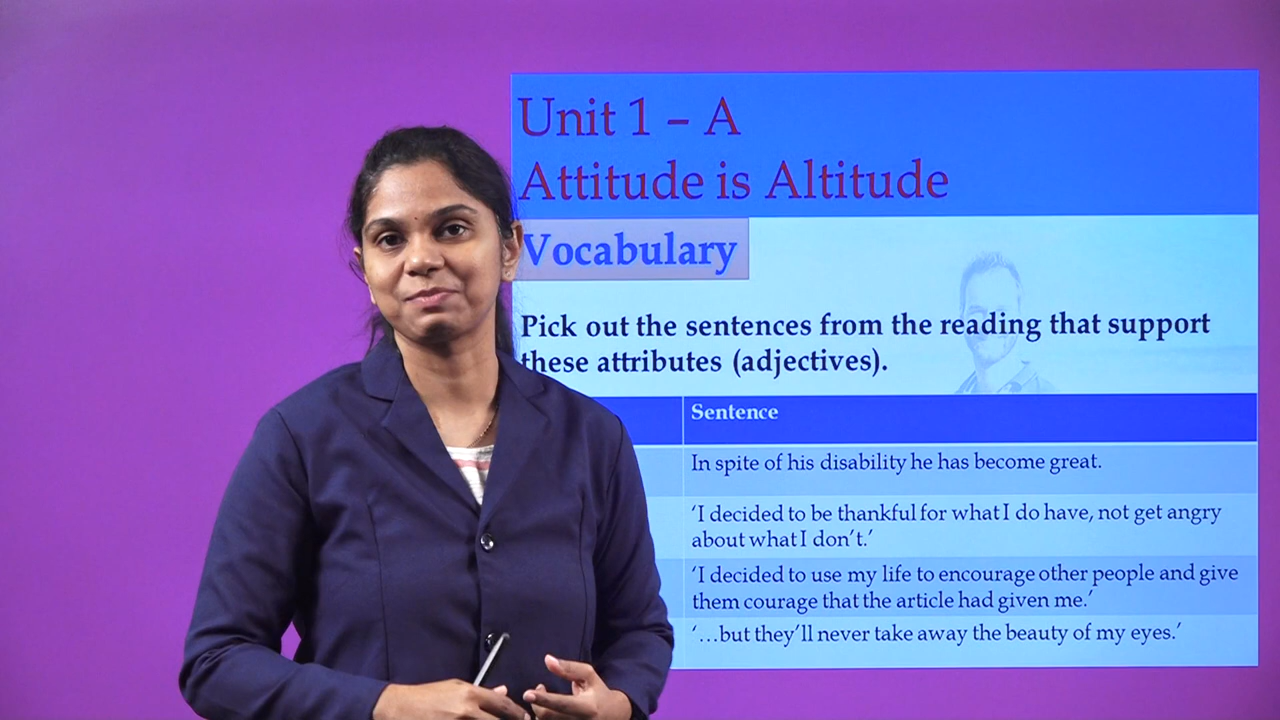 Unit 1 – A
Attitude is Altitude
Vocabulary
Pick out the sentences from the reading that support
these attributes (adjectives).
Sentence
In spite of his disability he has become great.
‘I decided to be thankful for what I do have, not get angry
about what I don’t.’
‘I decided to use my life to encourage other people and give
them courage that the article had given me.’
‘…but they’ll never take away the beauty of my eyes.’